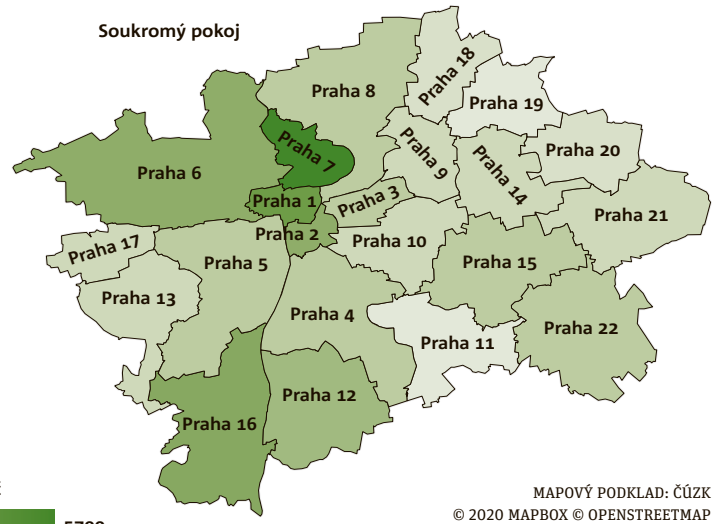 Soukromý pokoj
Praha 18
Praha 8
Praha 19
Praha 7
Praha 9
Praha 20
Praha 6
Praha 14
Praha 1
Praha 3
Praha 21
Praha 2
Praha 17
Praha 10
Praha 5
Praha 15
Praha 13
Praha 4
Praha 22
Praha 11
Praha 12
Praha 16
MAPOVÝ PODKLAD: ČÚZK
© 2020 MAPBOX © OPENSTREETMAP